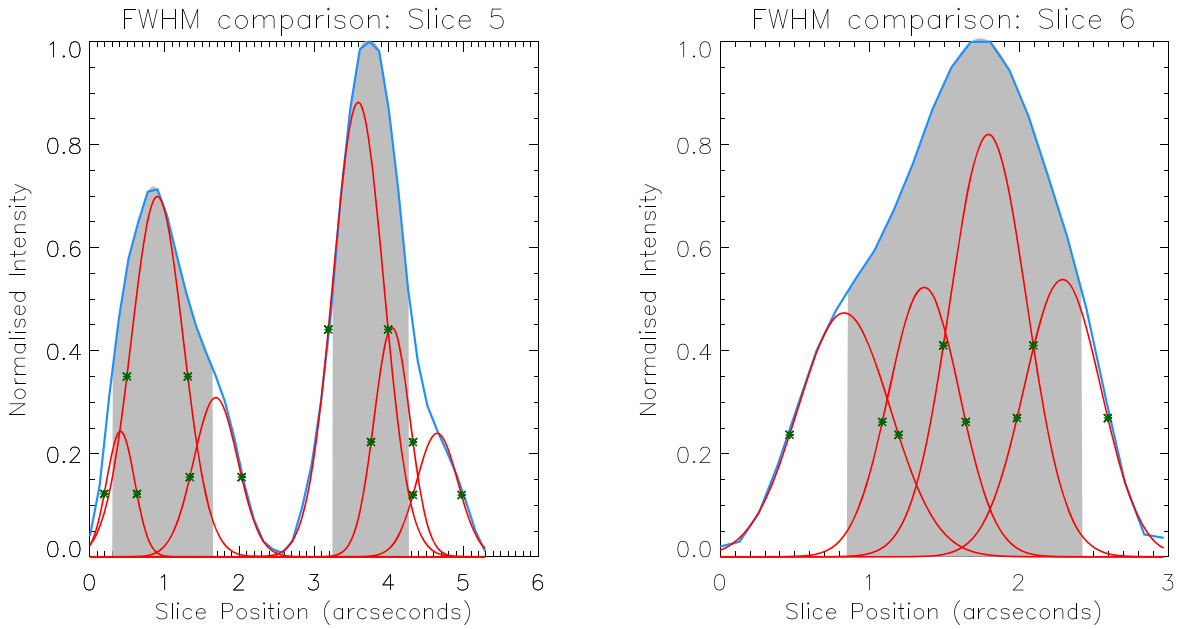 FWHM comparison: Slice 5
Normalised Intensity
1.0
0.8
0.6
0.4
0.2
0.0
0 1 2 3 4 5 6
Slice Position (arcseconds)
FWHM comparison: Slice 6
Normalised Intensity
1.0
0.8
0.6
0.4
0.2
0.0
0 1 2 3
Slice Position (arcseconds)